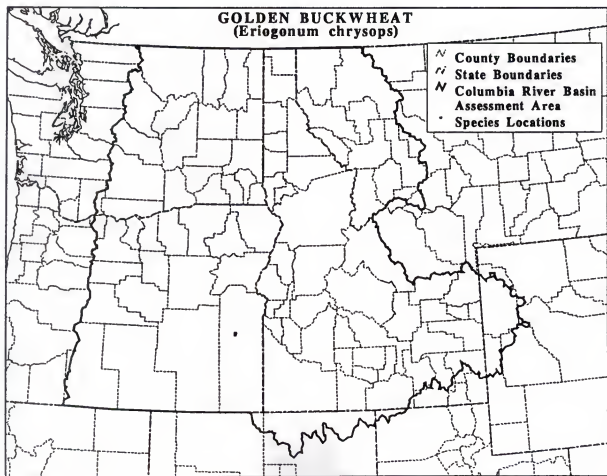 GOLDEN BUCKWHEAT
(Eriogonum chrysops)
County Boundaries
State Boundaries
Columbia River Basin
Assessment Area
Species Locations